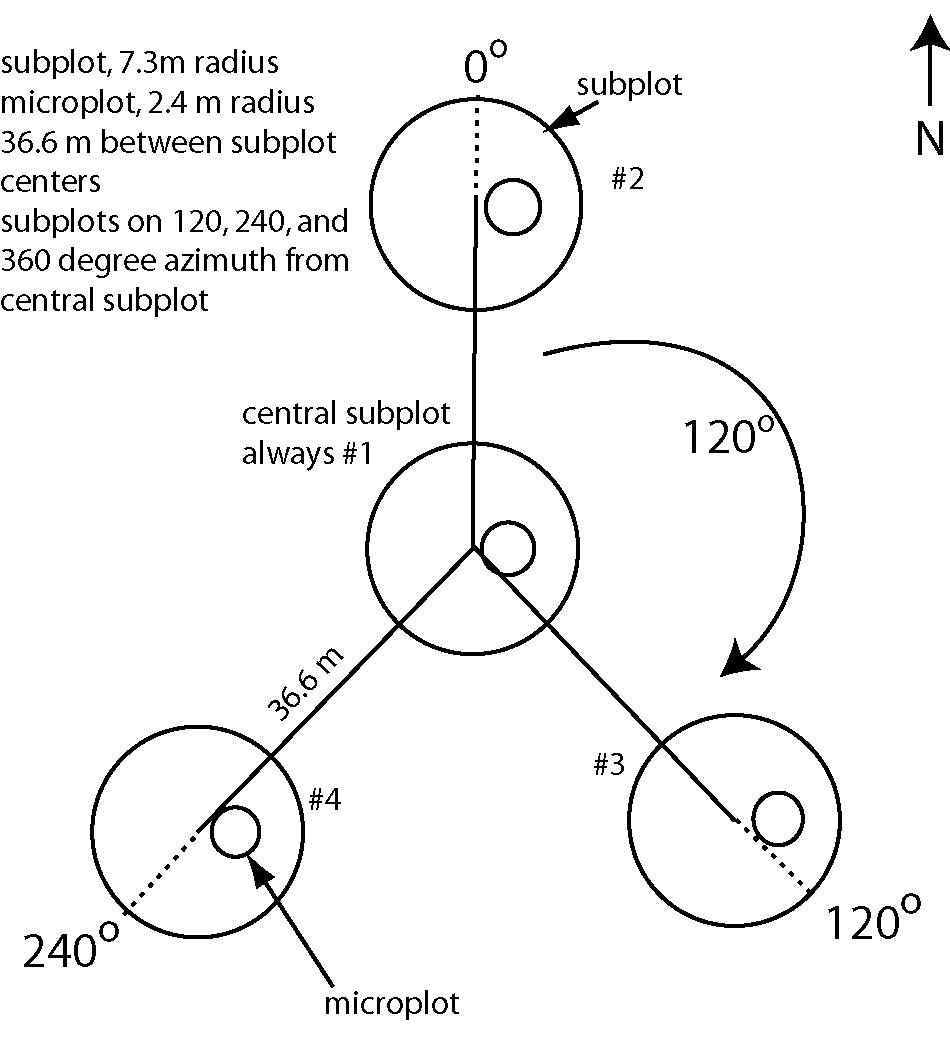 subplot, 7.3m radius
microplot, 2.4 m radius
36.6 m between subplot
centers
subplots on 120, 240, and
360 degree azimuth from
central subplot
0°
subplot
N
#2
central subplot
always #1
120°
36.6 m
#3
#4
120°
240°
microplot